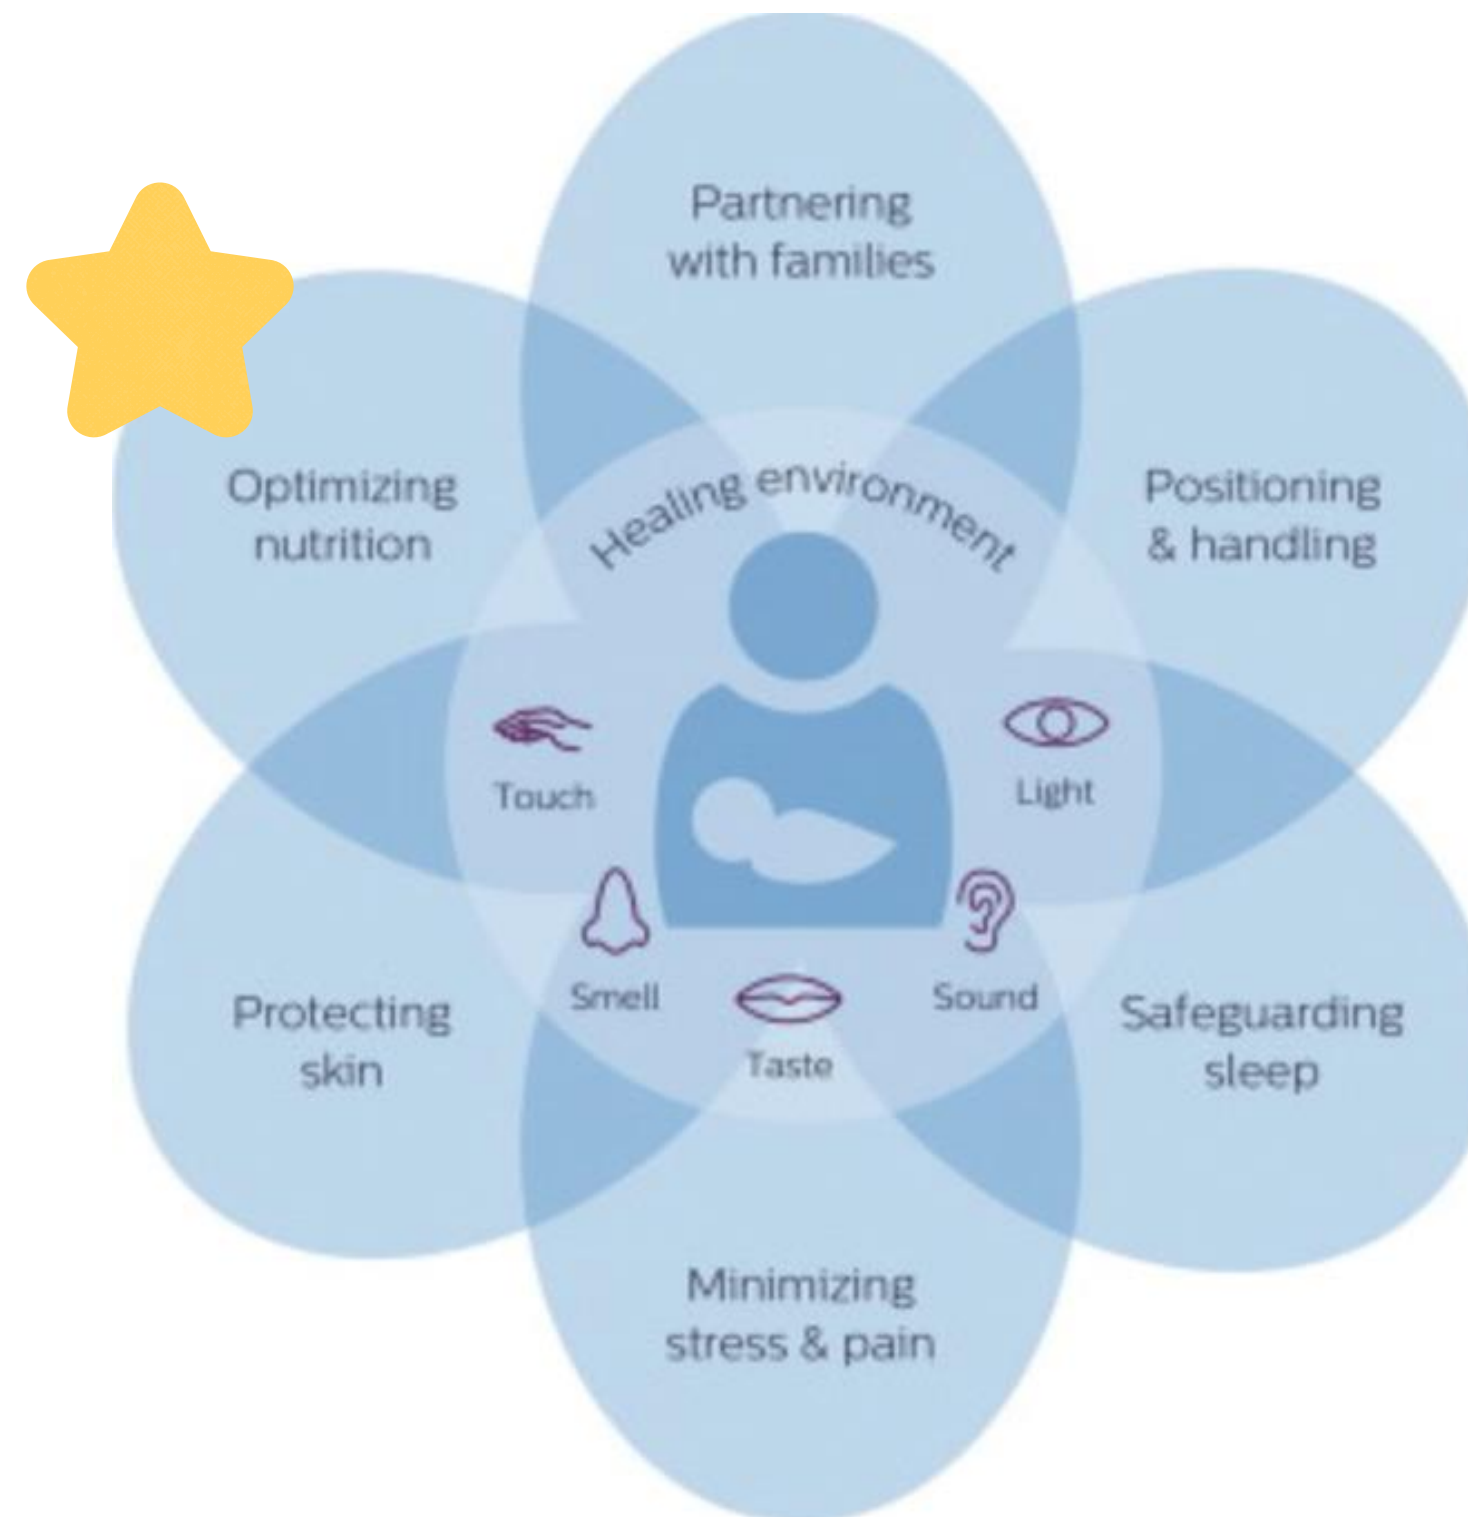 Partnering
with families
Optimizing
nutrition
Positioning
& handling
Healing environment
Touch
Light
Smell
Sound
Taste
Protecting
skin
Safeguarding
sleep
Minimizing
stress & pain